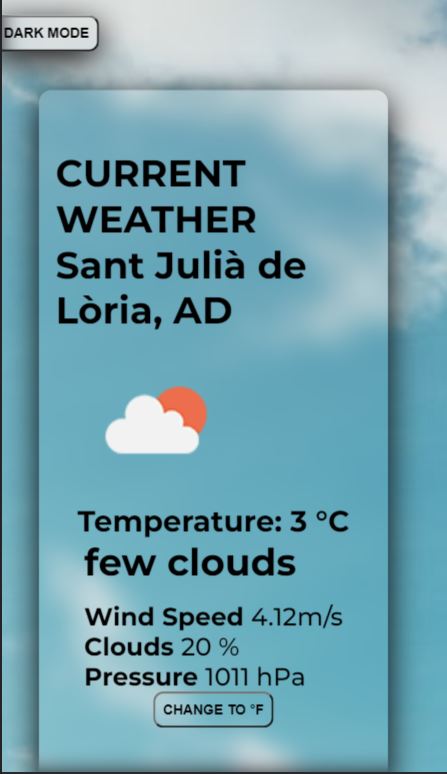 DARK MODE
CURRENT
WEATHER
Sant Julià de
Lòria, AD
Temperature: 3 °C
few clouds
Wind Speed 4.12m/s
Clouds 20 %
Pressure 1011 hPa
CHANGE TO °F